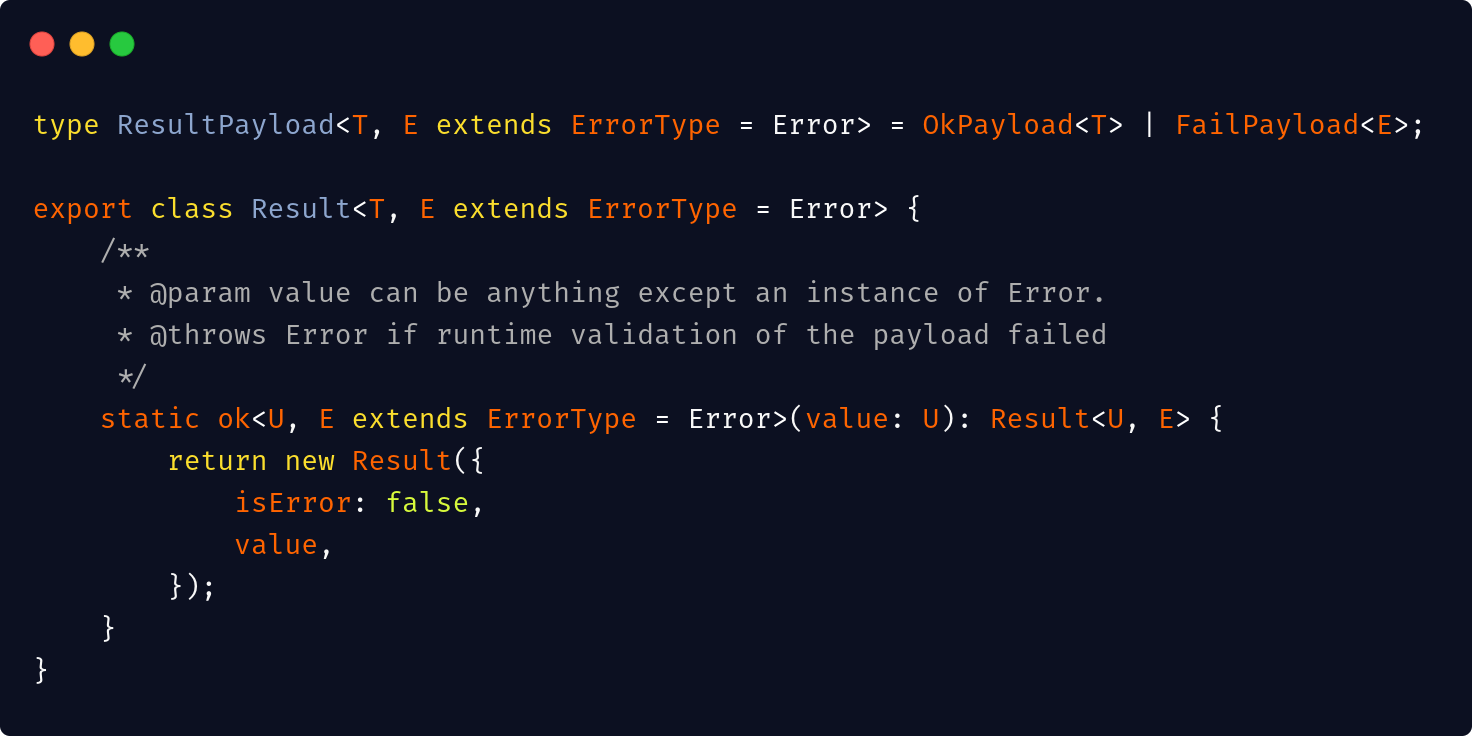 type ResultPayload<T, E extends ErrorType = Error> = OkPayload<T> | FailPayload<E>;

export class Result<T, E extends ErrorType = Error> {
    /**
     * @param value can be anything except an instance of Error.
     * @throws Error if runtime validation of the payload failed
     */
    static ok<U, E extends ErrorType = Error>(value: U): Result<U, E> {
        return new Result({
            isError: false,
            value,
        });
    }
}